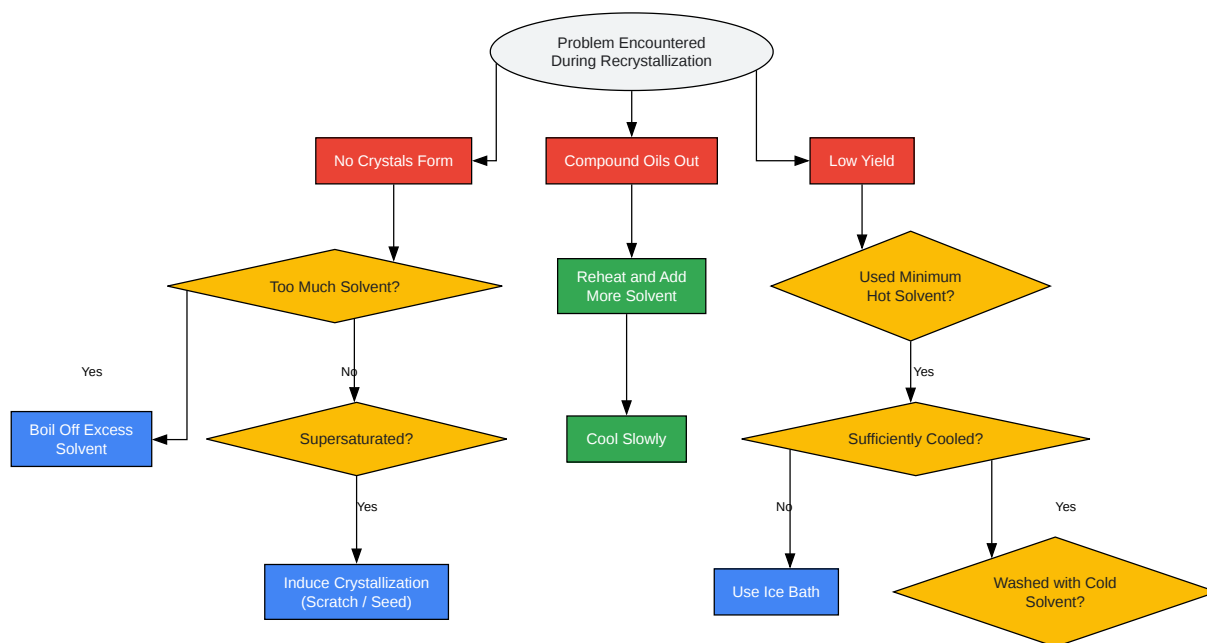 Problem Encountered
During Recrystallization
No Crystals Form
Compound Oils Out
Low Yield
Too Much Solvent?
Reheat and Add
More Solvent
Used Minimum
Hot Solvent?
Yes
No
Yes
Boil Off Excess
Solvent
Supersaturated?
Cool Slowly
Sufficiently Cooled?
Yes
No
Yes
Induce Crystallization
(Scratch / Seed)
Use Ice Bath
Washed with Cold
Solvent?